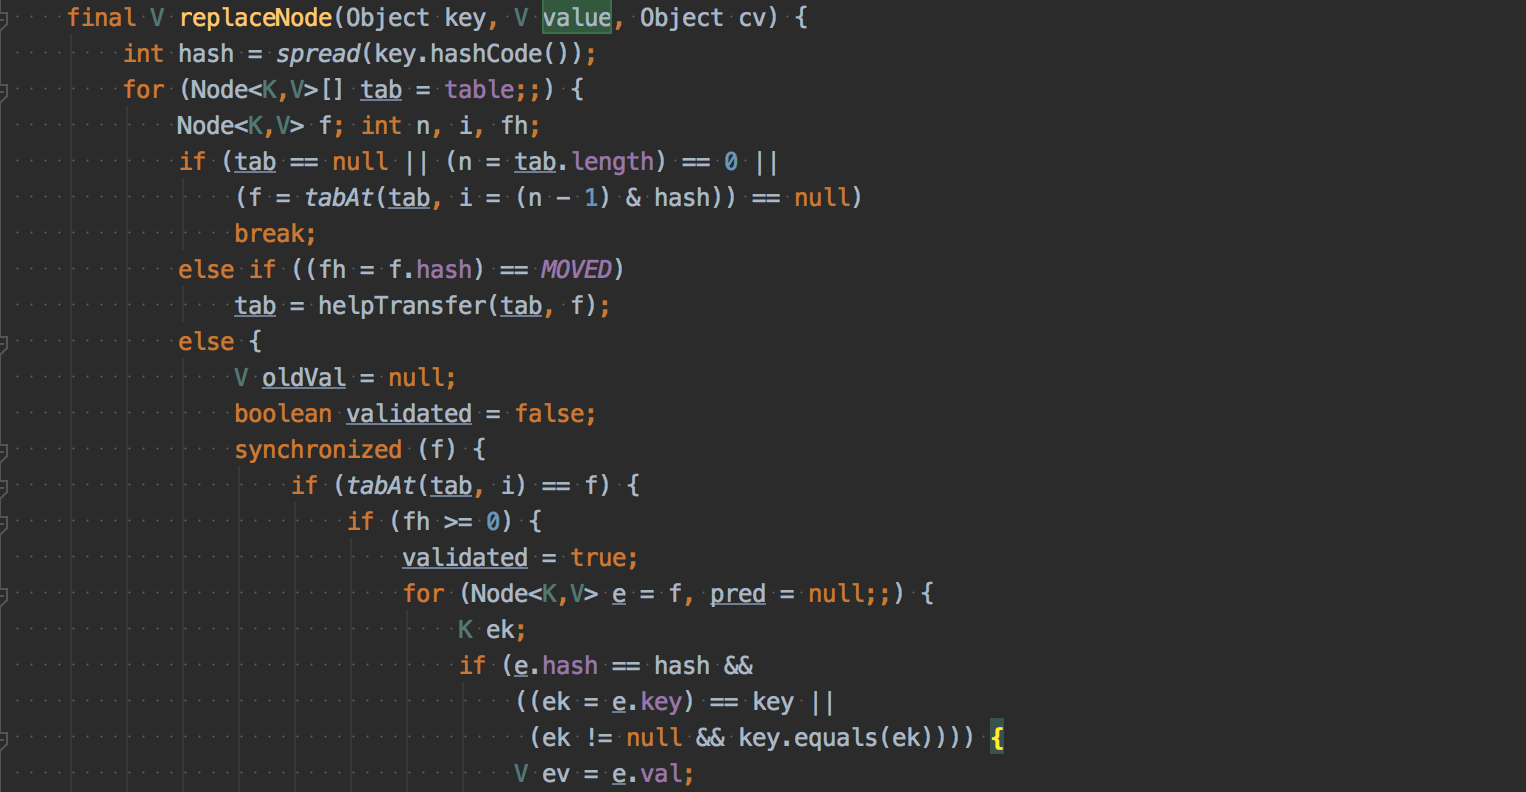 final V replaceNode(Object key, V value, Object cv) {
int hash = spread(key.hashCode());
for (Node<K,V>[] tab = table;;) {
Node<K,V> f; int n, i, fh;
if (tab == null || (n = tab.length) == 0 ||
(f = tabAt(tab, i = (n - 1) & hash)) == null)
break;
else if ((fh = f.hash) == MOVED)
tab = helpTransfer(tab, f);
else {
V oldVal = null;
boolean validated = false;
synchronized (f) {
if (tabAt(tab, i) == f) {
if (fh >= 0) {
validated = true;
for (Node<K,V> e = f, pred = null;;) {
K ek;
if (e.hash == hash &&
((ek = e.key) == key ||
(ek != null && key.equals(ek)))) {
V ev = e.val;